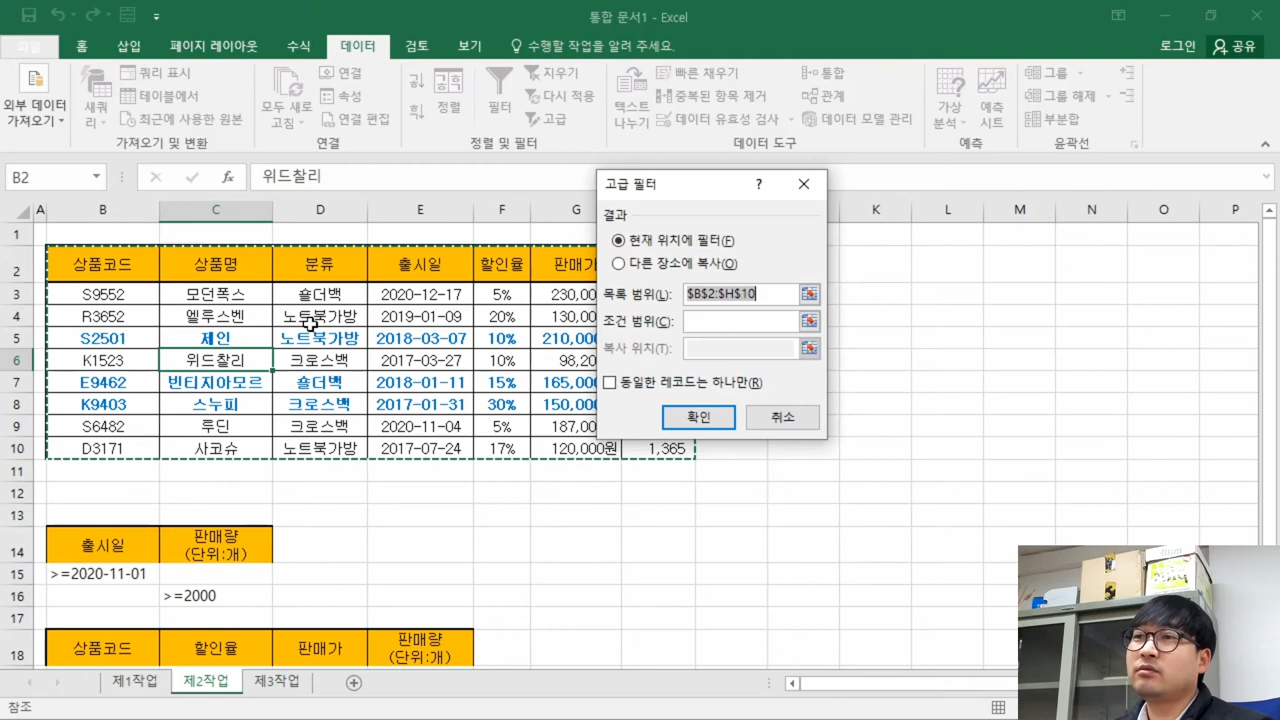 통합 문서1 - Excel
파일 홈 삽입 페이지 레이아웃 수식 데이터 검토 보기 수행할 작업을 알려 주세요. 로그인 공유
외부 데이터 가져오기
새 쿼리
쿼리 표시
테이블에서
최근에 사용한 원본
가져오기 및 변환
모두 새로 고침
연결
속성
연결 편집
연결
정렬
필터
지우기
다시 적용
고급
정렬 및 필터
텍스트 나누기
빠른 채우기
중복된 항목 제거
데이터 유효성 검사
통합
관계
데이터 모델 관리
데이터 도구
가상 분석
예측 시트
예측
그룹
그룹 해제
부분합
윤곽선
B2 fx 위드찰리
A B C D E F G K L M N O P
1
2 상품코드 상품명 분류 출시일 할인율 판매가
3 S9552 모던폭스 숄더백 2020-12-17 5% 230,00
4 R3652 엘루스벤 노트북가방 2019-01-09 20% 130,00
5 S2501 제인 노트북가방 2018-03-07 10% 210,00
6 K1523 위드찰리 크로스백 2017-03-27 10% 98,20
7 E9462 빈티지아모르 숄더백 2018-01-11 15% 165,00
8 K9403 스누피 크로스백 2017-01-31 30% 150,00
9 S6482 루딘 크로스백 2020-11-04 5% 187,00
10 D3171 사코슈 노트북가방 2017-07-24 17% 120,000원 1,365
11
12
13
14 출시일 판매량 (단위:개)
15 >=2020-11-01
16 >=2000
17
18 상품코드 할인율 판매가 판매량 (단위:개)
고급 필터 ?
결과
현재 위치에 필터(F)
다른 장소에 복사(O)
목록 범위(L): $B$2:$H$10
조건 범위(C):
복사 위치(T):
동일한 레코드는 하나만(R)
확인 취소
제1작업 제2작업 제3작업
참조